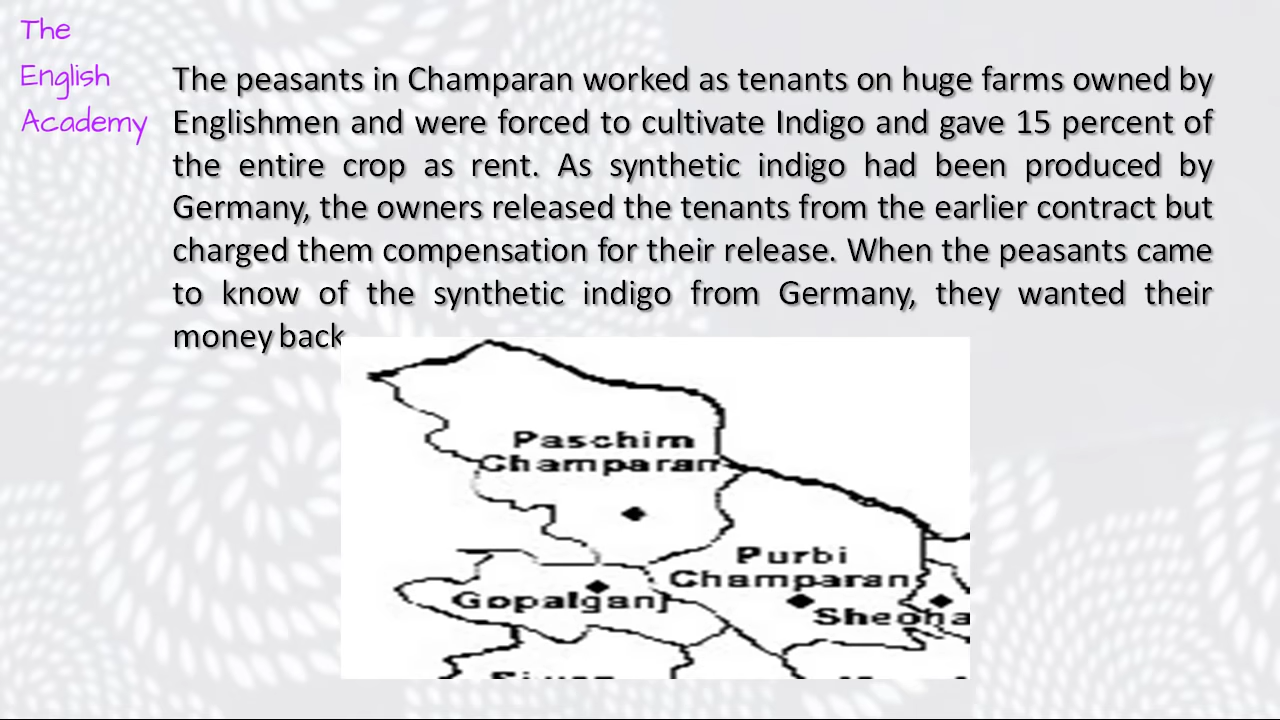 The
English
Academy
The peasants in Champaran worked as tenants on huge farms owned by
Englishmen and were forced to cultivate Indigo and gave 15 percent of
the entire crop as rent. As synthetic indigo had been produced by
Germany, the owners released the tenants from the earlier contract but
charged them compensation for their release. When the peasants came
to know of the synthetic indigo from Germany, they wanted their
money back
Paschim
Champaran
Purbi
Champaran
Gopalganj
Sheoha